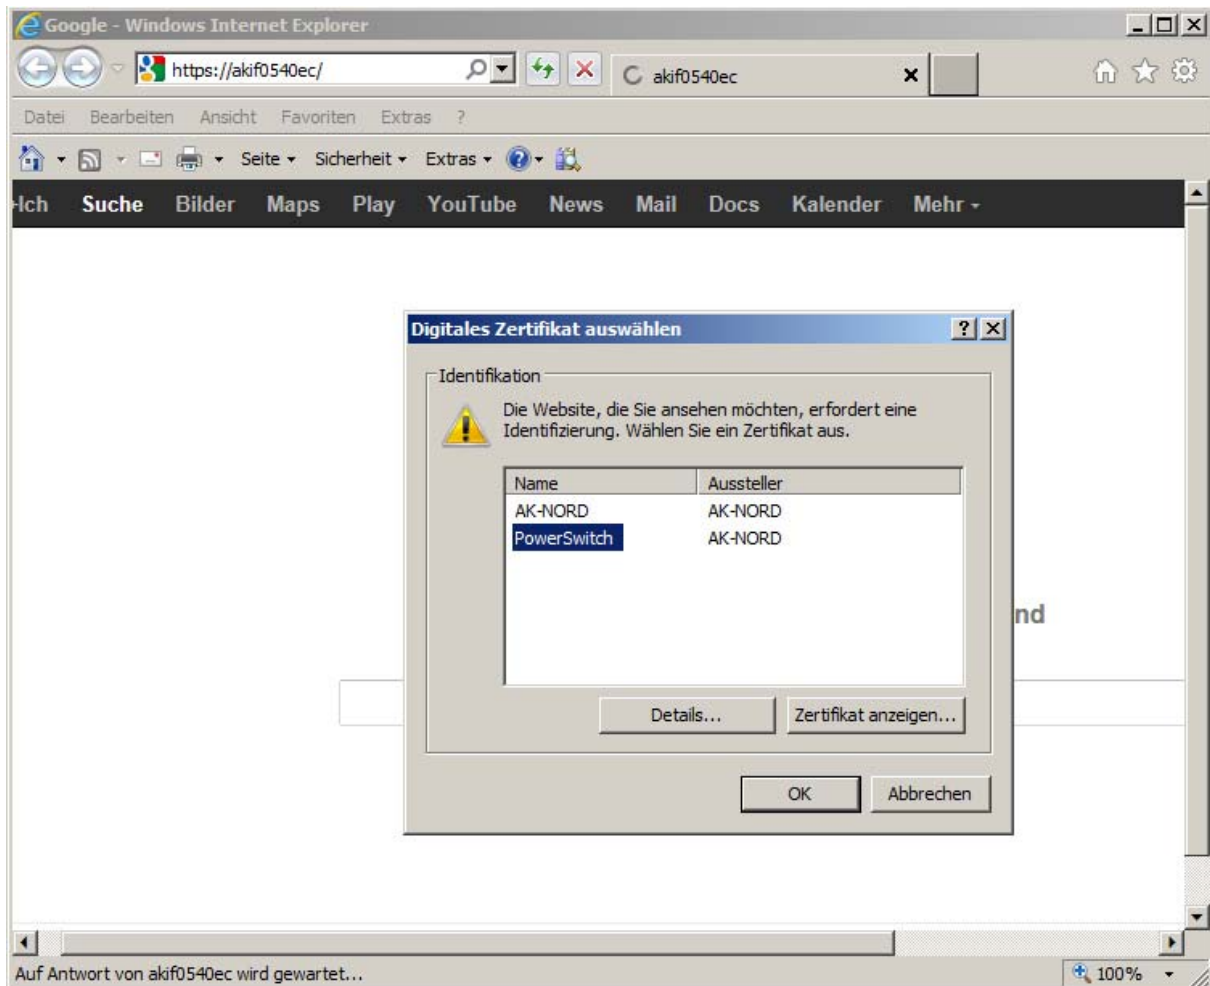 Google - Windows Internet Explorer
https://akif0540ec/
akif0540ec
Datei Bearbeiten Ansicht Favoriten Extras ?
Seite Sicherheit Extras
Ich Suche Bilder Maps Play YouTube News Mail Docs Kalender Mehr
Digitales Zertifikat auswählen
Identifikation
Die Website, die Sie ansehen möchten, erfordert eine
Identifizierung. Wählen Sie ein Zertifikat aus.
Name Aussteller
AK-NORD AK-NORD
PowerSwitch AK-NORD
nd
Details... Zertifikat anzeigen...
OK Abbrechen
Auf Antwort von akif0540ec wird gewartet... 100%